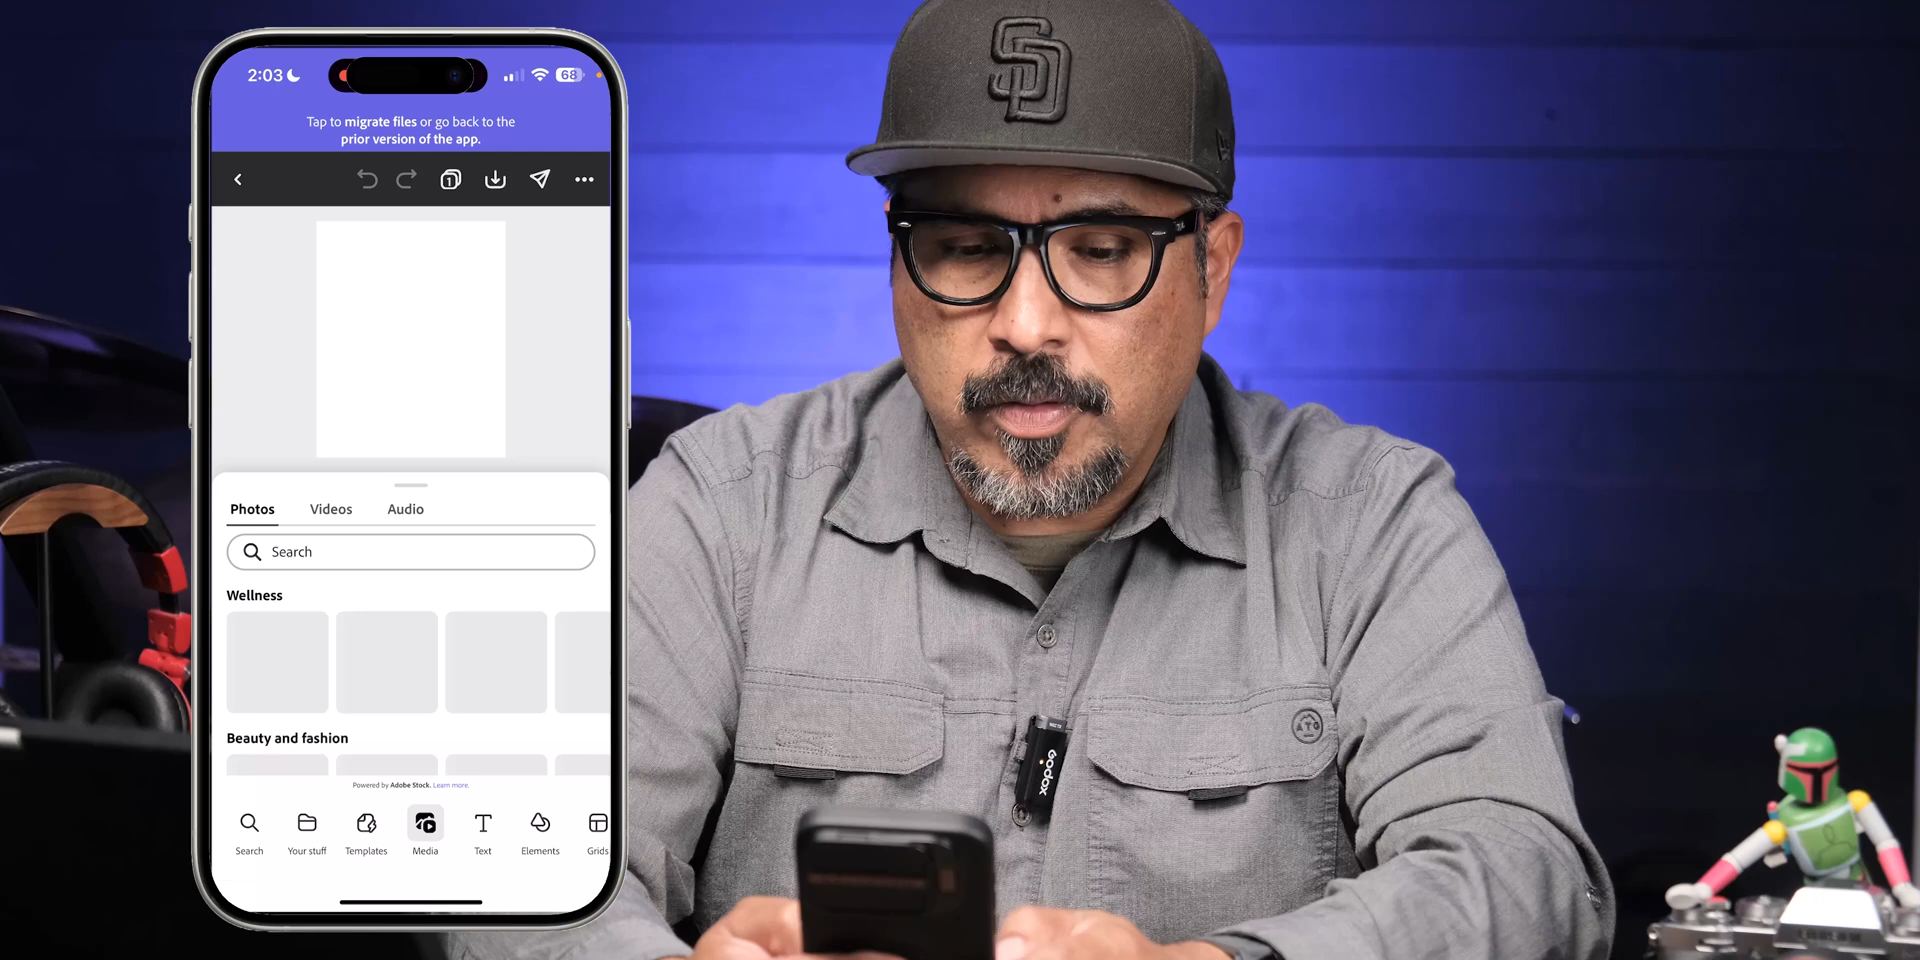 2:03
68
Tap to migrate files or go back to the
prior version of the app.
1
Photos
Videos
Audio
Search
Wellness
Beauty and fashion
Powered by Adobe Stock. Learn more.
Search
Your stuff
Templates
Media
Text
Elements
Grids
SD
Godox
ATG